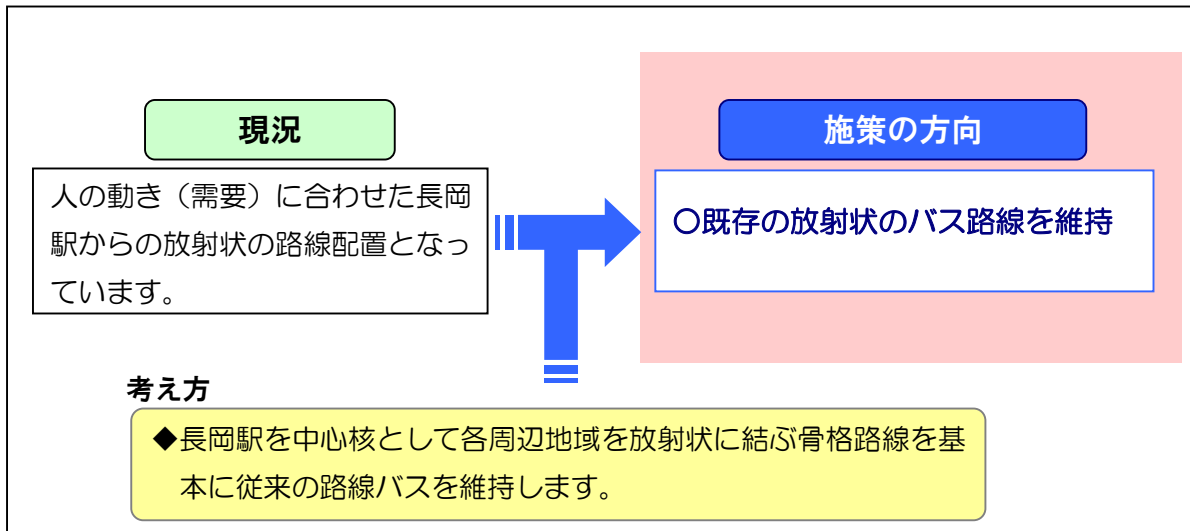 現況
人の動き（需要）に合わせた長岡
駅からの放射状の路線配置となっ
ています。
施策の方向
〇既存の放射状のバス路線を維持
考え方
◆長岡駅を中心核として各周辺地域を放射状に結ぶ骨格路線を基
本に従来の路線バスを維持します。